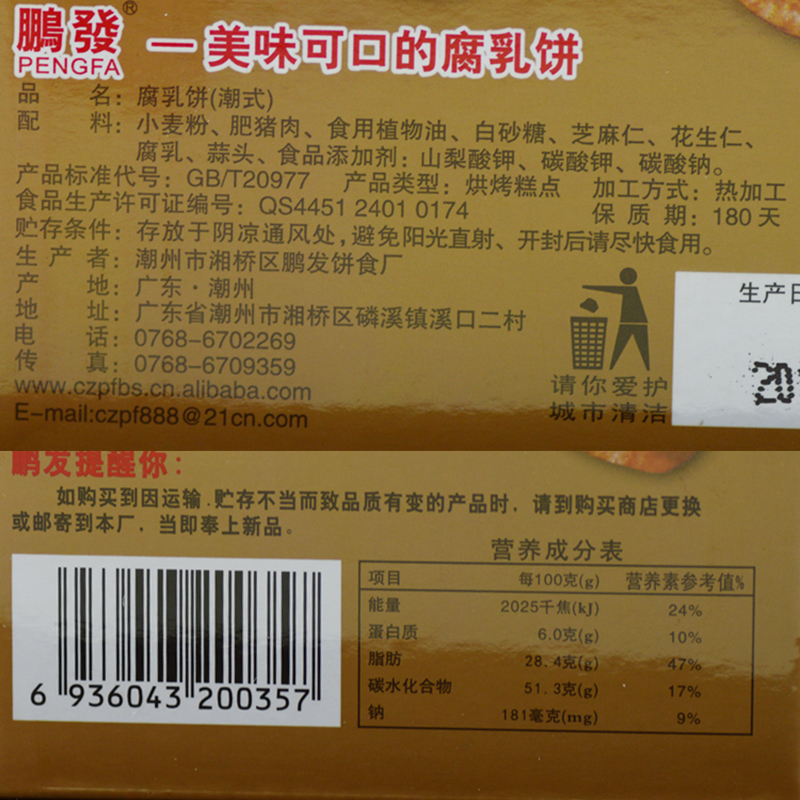 鵬發®
PENGFA
一美味可口的腐乳饼
品 名：腐乳饼(潮式)
配 料：小麦粉、肥猪肉、食用植物油、白砂糖、芝麻仁、花生仁、
腐乳、蒜头、食品添加剂：山梨酸钾、碳酸钾、碳酸钠。
产品标准代号：GB/T20977 产品类型：烘烤糕点 加工方式：热加工
食品生产许可证编号：QS4451 2401 0174 保 质 期：180 天
贮存条件：存放于阴凉通风处,避免阳光直射、开封后请尽快食用。
生 产 者：潮州市湘桥区鹏发饼食厂
产 地：广东·潮州
地 址：广东省潮州市湘桥区磷溪镇溪口二村
电 话：0768-6702269
传 真：0768-6709359
www.czpfbs.cn.alibaba.com
E-mail:czpf888@21cn.com
请你爱护
城市清洁
生产日
20
鹏发提醒你：
如购买到因运输.贮存不当而致品质有变的产品时，请到购买商店更换
或邮寄到本厂，当即奉上新品。
6 936043 200357
营养成分表
项目 每100克(g) 营养素参考值%
能量 2025千焦(kJ) 24%
蛋白质 6.0克(g) 10%
脂肪 28.4克(g) 47%
碳水化合物 51.3克(g) 17%
钠 181毫克(mg) 9%